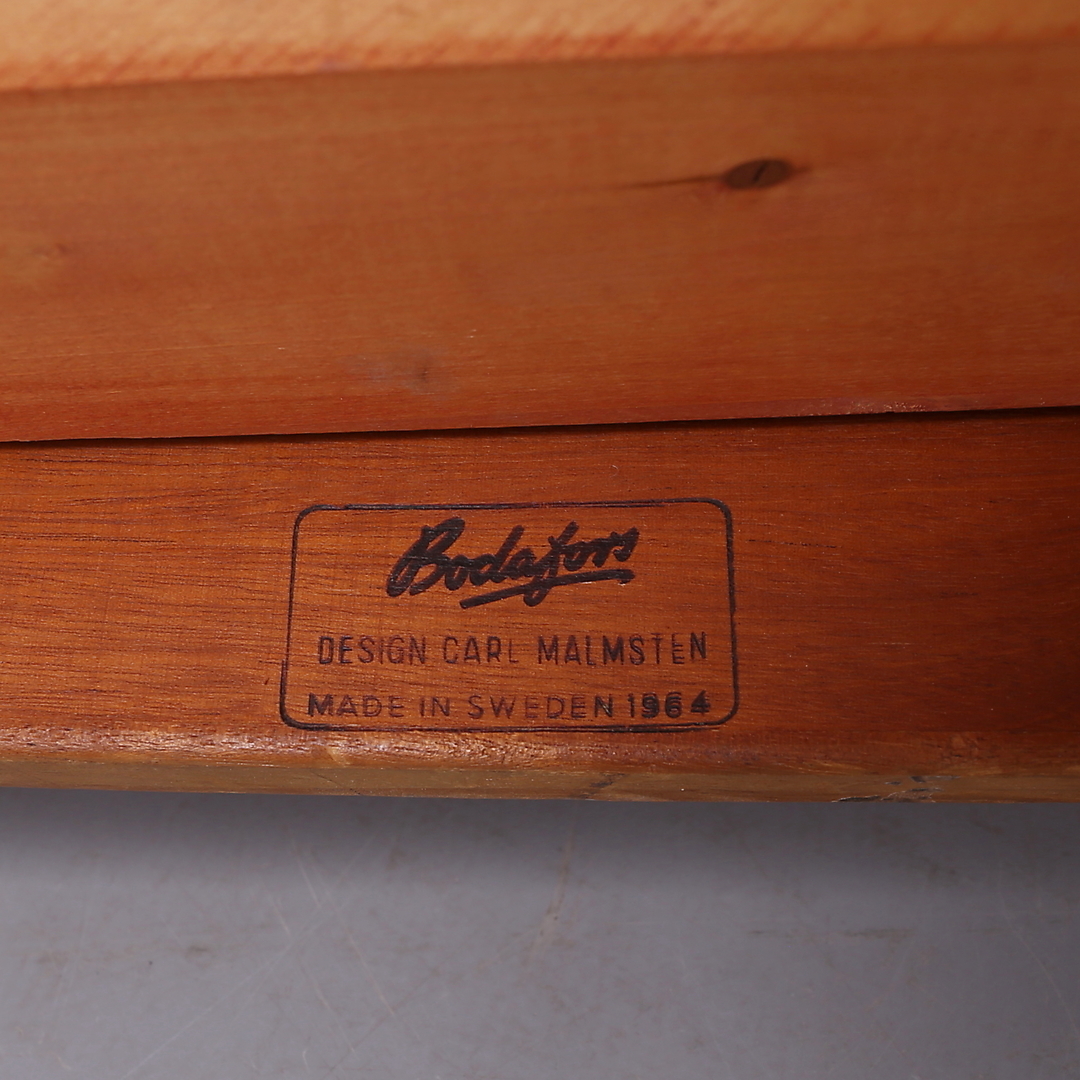 Bodafors
DESIGN CARL MALMSTEN
MADE IN SWEDEN 1964